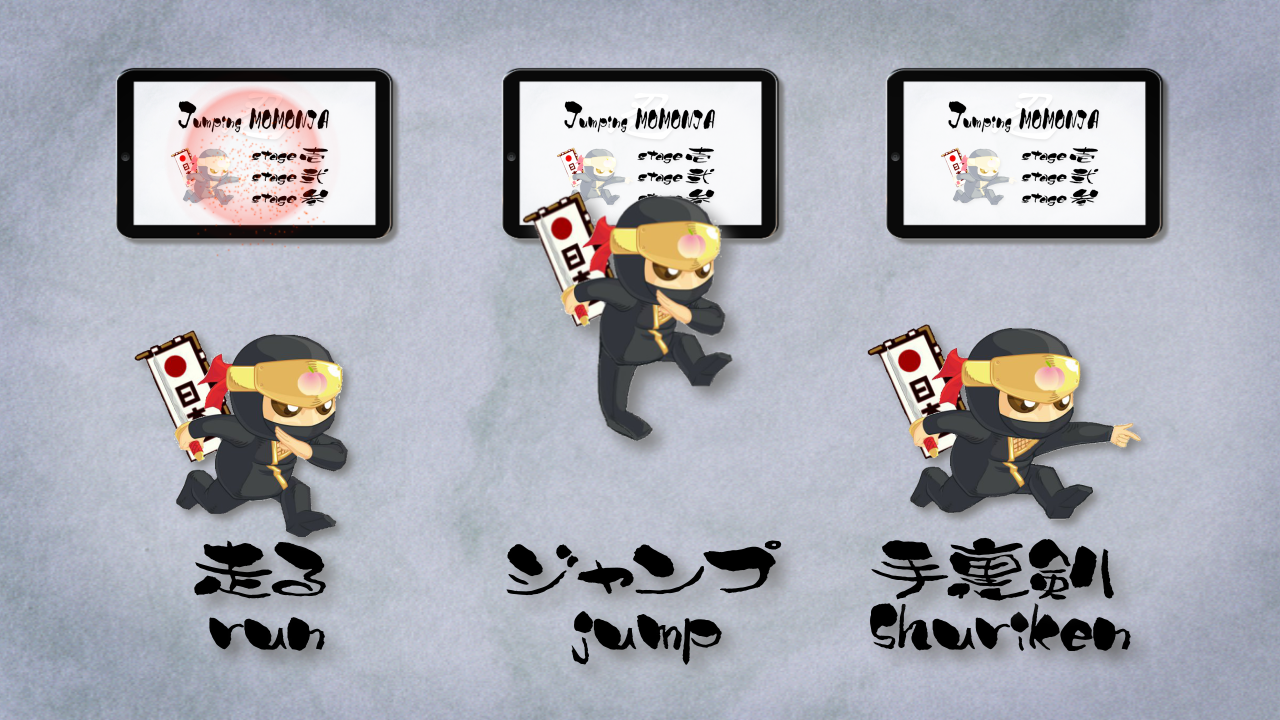 Jumping MOMONJA
stage 壱
stage 弐
stage 参
Jumping MOMONJA
stage 壱
stage 弐
Jumping MOMONJA
stage 壱
stage 弐
stage 参
日本
日本
日本
走る
run
ジャンプ
jump
手裏剣
Shuriken